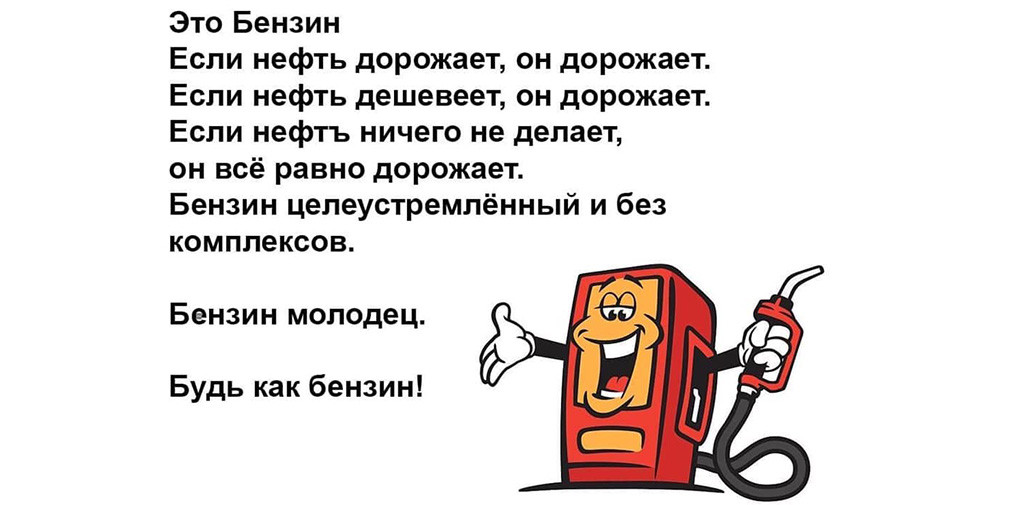 Это Бензин
Если нефть дорожает, он дорожает.
Если нефть дешевеет, он дорожает.
Если нефтъ ничего не делает,
он всё равно дорожает.
Бензин целеустремлённый и без
комплексов.
Бензин молодец.
Будь как бензин!